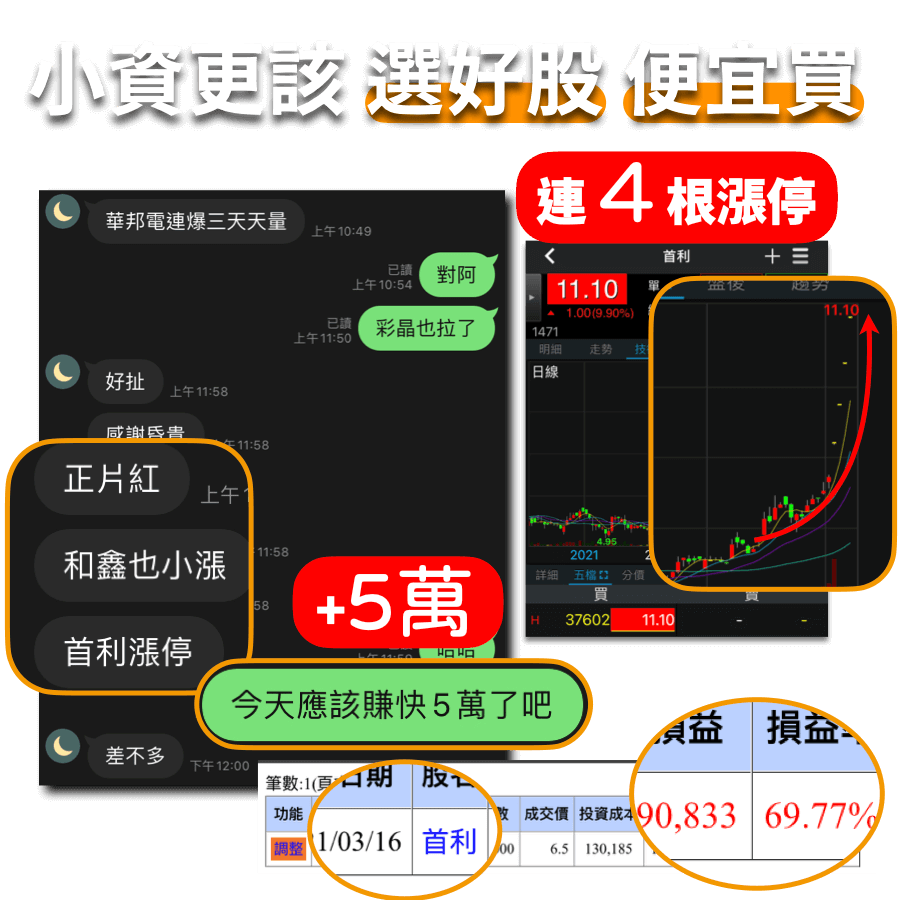 小資更該 選好股 便宜買
連4根漲停
華邦電連爆三天天量
上午10:49
對阿
已讀
上午10:54
彩晶也拉了
已讀
上午11:50
好扯
上午11:58
感謝昏貴
上午11:58
正片紅
上午
和鑫也小漲
11:58
首利漲停
58
+5萬
哈哈
今天應該賺快5萬了吧
差不多
下午12:00
首利
11.10
1.00(9.90%)
單
1471
明細
走勢
技
日線
盤後
趨勢
11.10
4.95
2021
2
詳細
五檔
分價
買
賣
H
37602
11.10
-
-
筆數:1(頁
日期
股名
功能
數
成交價
投資成本
損益
損益率
調整
1/03/16
首利
00
6.5
130,185
90,833
69.77%